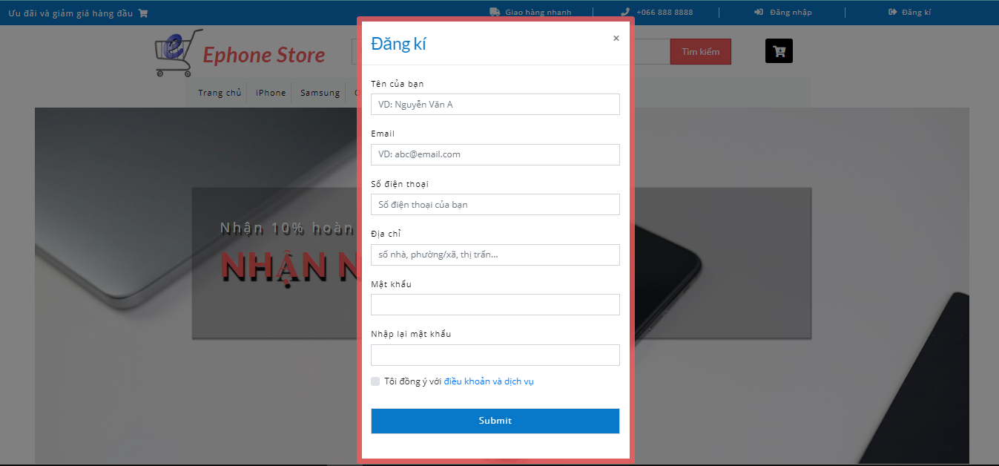 Ưu đãi và giảm giá hàng đầu
Giao hàng nhanh
+066 888 8888
Đăng nhập
Đăng kí
Ephone Store
Tìm kiếm
Trang chủ
iPhone
Samsung
Nhận 10% hoàn
NHẬN N
Đăng kí
×
Tên của bạn
VD: Nguyễn Văn A
Email
VD: abc@email.com
Số điện thoại
Số điện thoại của bạn
Địa chỉ
số nhà, phường/xã, thị trấn...
Mật khẩu
Nhập lại mật khẩu
Tôi đồng ý với điều khoản và dịch vụ
Submit